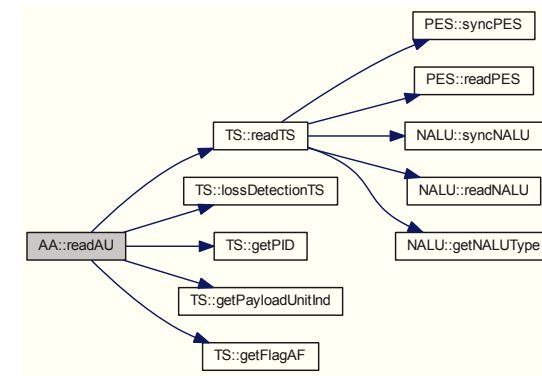 PES::syncPES
PES::readPES
TS::readTS
NALU::syncNALU
TS::lossDetectionTS
NALU::readNALU
AA::readAU
TS::getPID
NALU::getNALUType
TS::getPayloadUnitInd
TS::getFlagAF